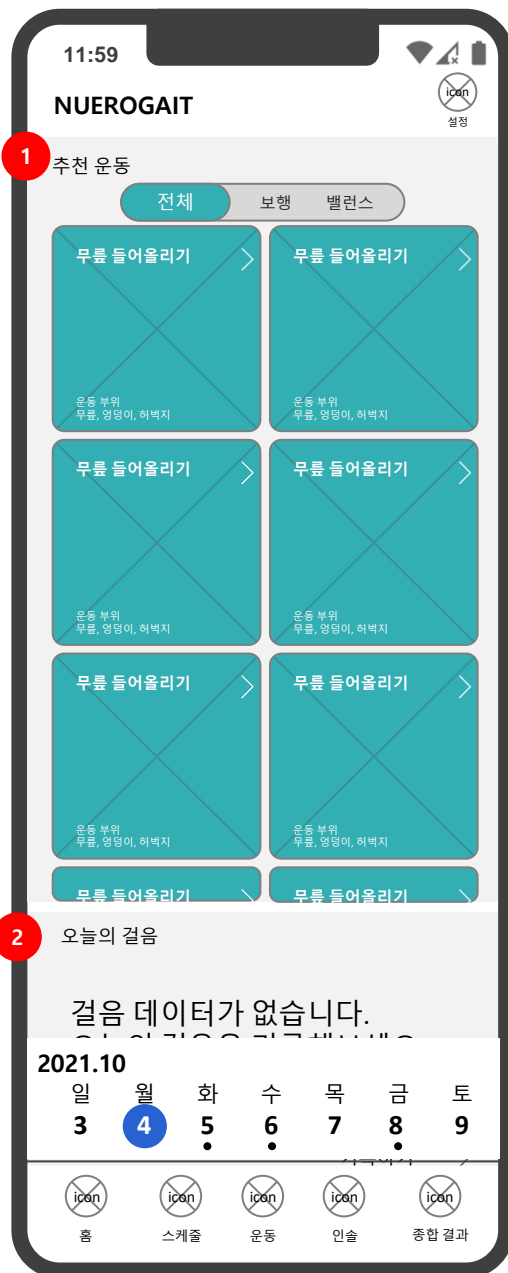 11:59
NUEROGAIT
icon
설정
1
추천 운동
전체 보행 밸런스
무릎 들어올리기 무릎 들어올리기
운동 부위 운동 부위
무릎, 엉덩이, 허벅지 무릎, 엉덩이, 허벅지
무릎 들어올리기 무릎 들어올리기
운동 부위 운동 부위
무릎, 엉덩이, 허벅지 무릎, 엉덩이, 허벅지
무릎 들어올리기 무릎 들어올리기
운동 부위 운동 부위
무릎, 엉덩이, 허벅지 무릎, 엉덩이, 허벅지
무릎 들어올리기 무릎 들어올리기
2
오늘의 걸음
걸음 데이터가 없습니다.
2021.10
일 월 화 수 목 금 토
3 4 5 6 7 8 9
icon icon icon icon icon
홈 스케줄 운동 인솔 종합 결과